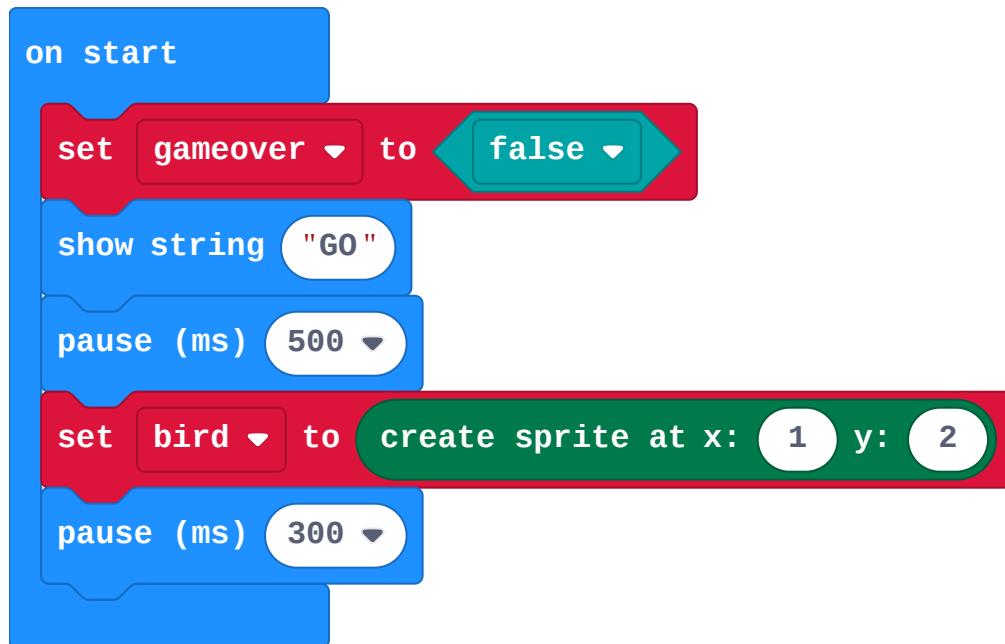 on start
set gameover to false
show string "GO"
pause (ms) 500
set bird to create sprite at x: 1 y: 2
pause (ms) 300